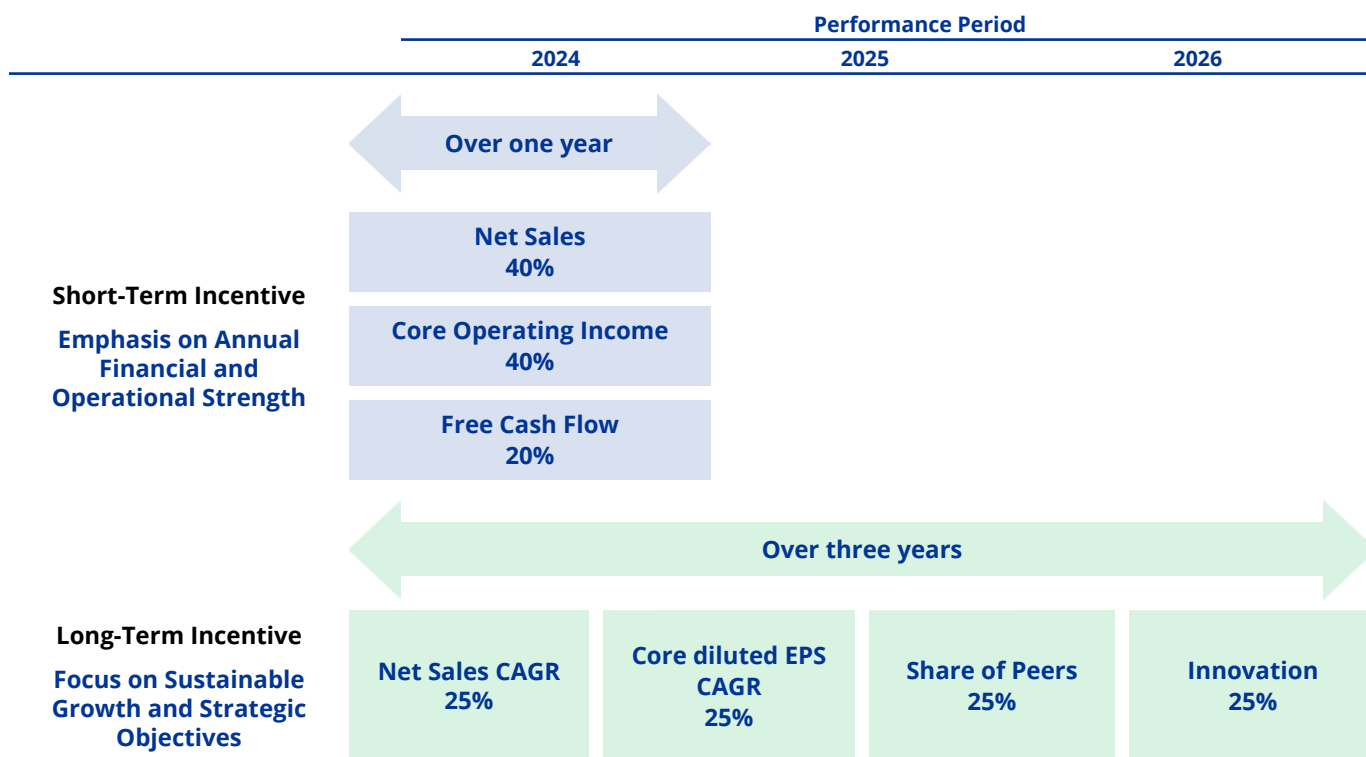 Performance Period
2024 2025 2026
Over one year
Short-Term Incentive
Emphasis on Annual
Financial and
Operational Strength
Net Sales
40%
Core Operating Income
40%
Free Cash Flow
20%
Over three years
Long-Term Incentive
Focus on Sustainable
Growth and Strategic
Objectives
Net Sales CAGR
25%
Core diluted EPS
CAGR
25%
Share of Peers
25%
Innovation
25%